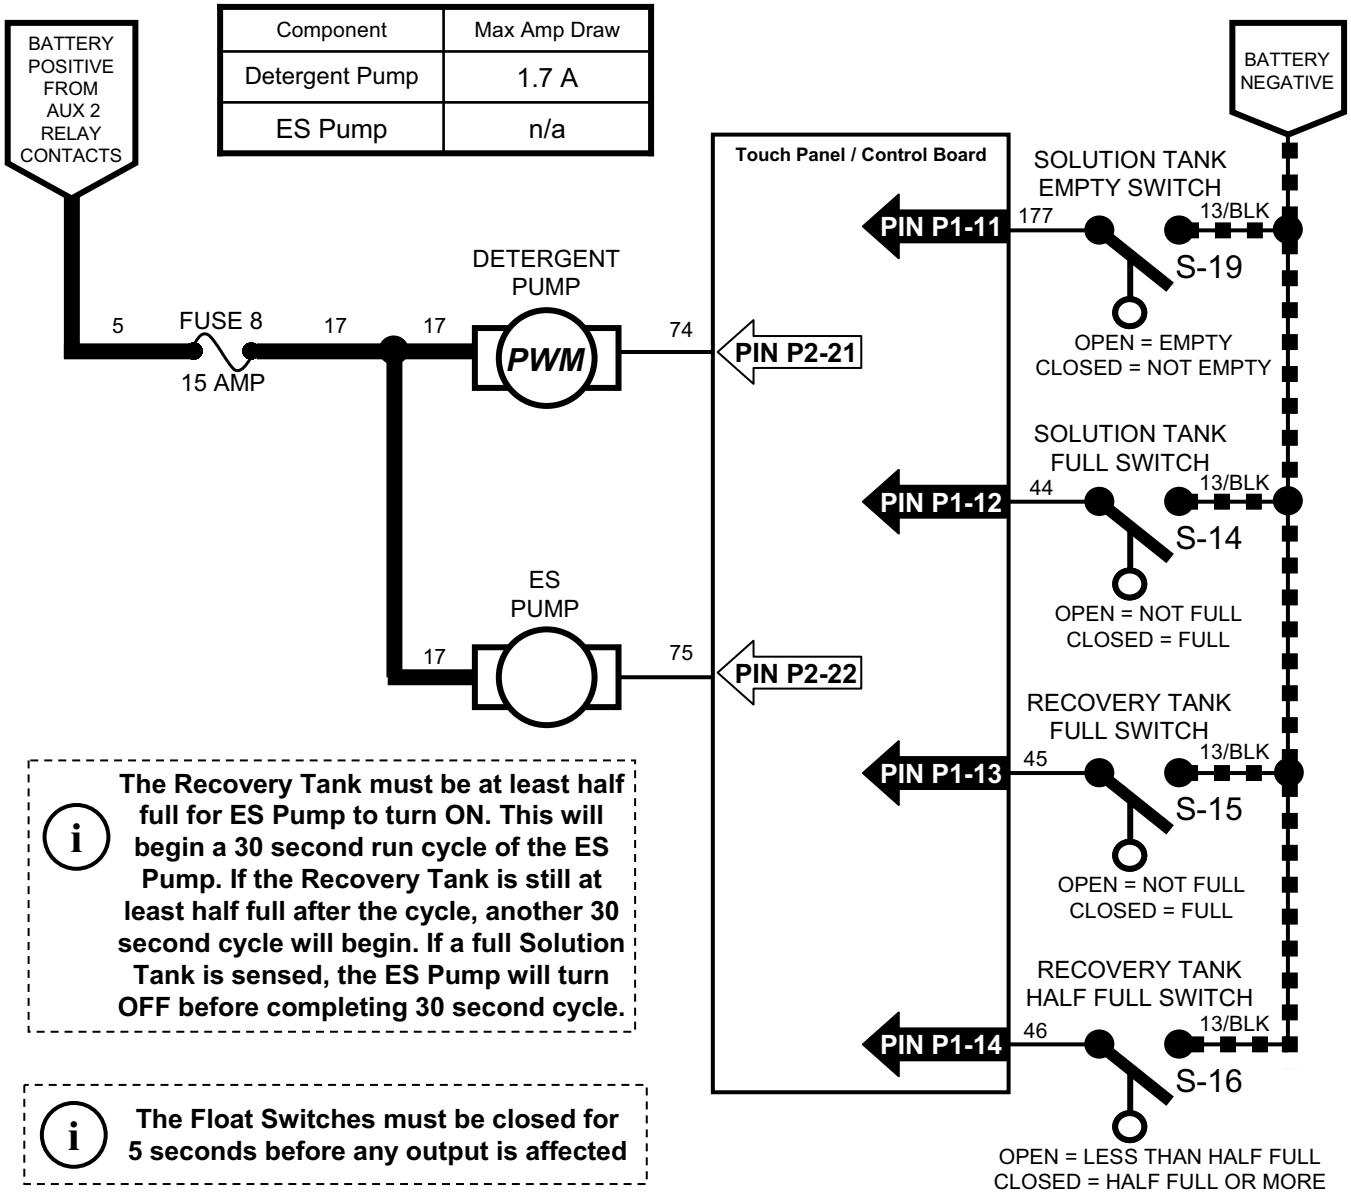 BATTERY
POSITIVE
FROM
AUX 2
RELAY
CONTACTS
Component Max Amp Draw
Detergent Pump 1.7 A
ES Pump n/a
BATTERY
NEGATIVE
Touch Panel / Control Board
SOLUTION TANK
EMPTY SWITCH
PIN P1-11
177
13/BLK
S-19
OPEN = EMPTY
CLOSED = NOT EMPTY
DETERGENT
PUMP
5
FUSE 8
15 AMP
17
17
PWM
74
PIN P2-21
SOLUTION TANK
FULL SWITCH
PIN P1-12
44
13/BLK
S-14
OPEN = NOT FULL
CLOSED = FULL
ES
PUMP
17
75
PIN P2-22
RECOVERY TANK
FULL SWITCH
PIN P1-13
45
13/BLK
S-15
OPEN = NOT FULL
CLOSED = FULL
i
The Recovery Tank must be at least half
full for ES Pump to turn ON. This will
begin a 30 second run cycle of the ES
Pump. If the Recovery Tank is still at
least half full after the cycle, another 30
second cycle will begin. If a full Solution
Tank is sensed, the ES Pump will turn
OFF before completing 30 second cycle.
RECOVERY TANK
HALF FULL SWITCH
PIN P1-14
46
13/BLK
S-16
OPEN = LESS THAN HALF FULL
CLOSED = HALF FULL OR MORE
i
The Float Switches must be closed for
5 seconds before any output is affected